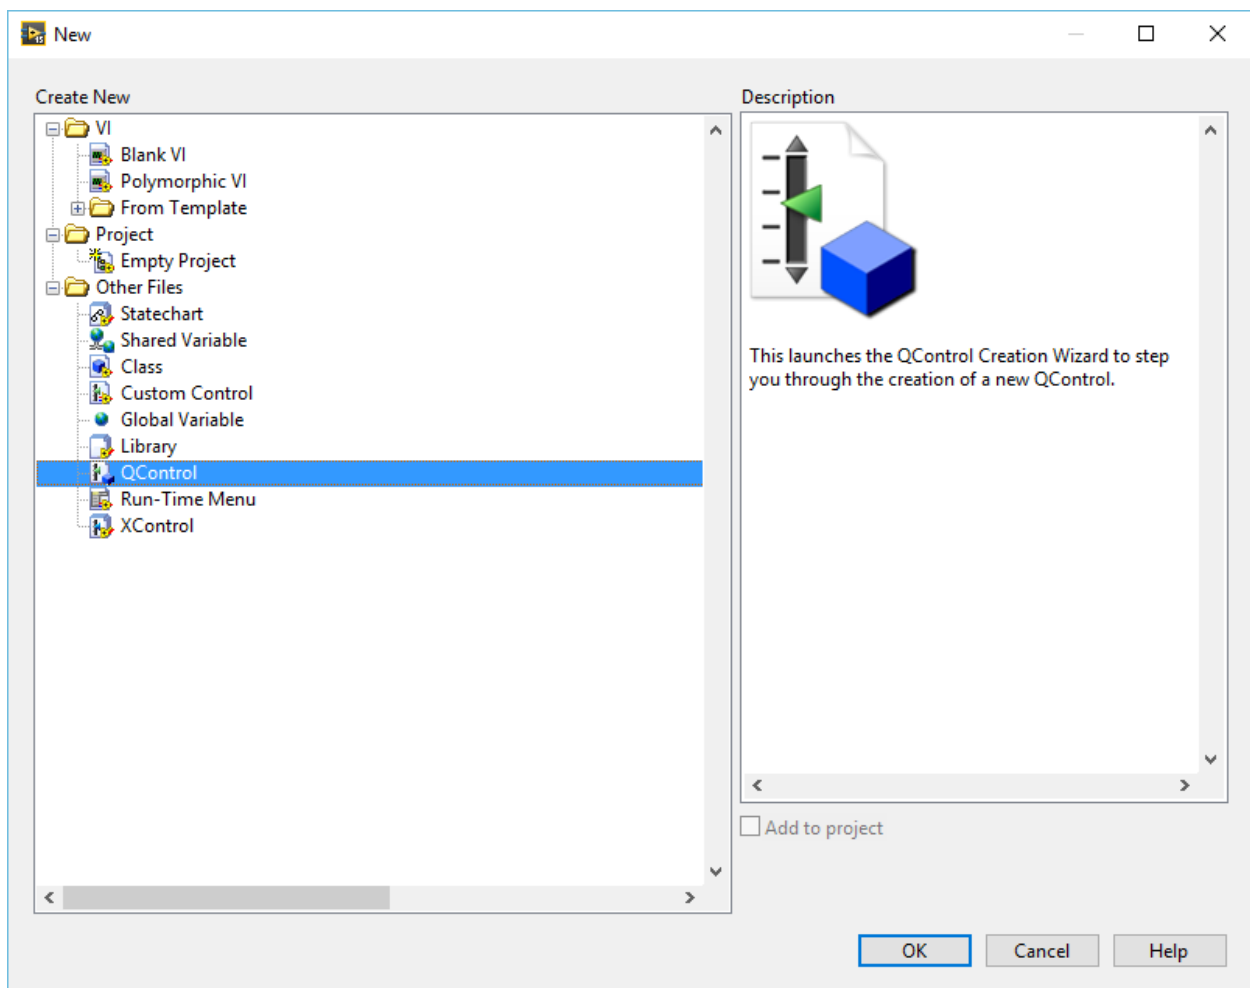 New
Create New
Description
VI
Blank VI
Polymorphic VI
From Template
Project
Empty Project
Other Files
Statechart
Shared Variable
Class
Custom Control
Global Variable
Library
QControl
Run-Time Menu
XControl
This launches the QControl Creation Wizard to step
you through the creation of a new QControl.
Add to project
OK
Cancel
Help